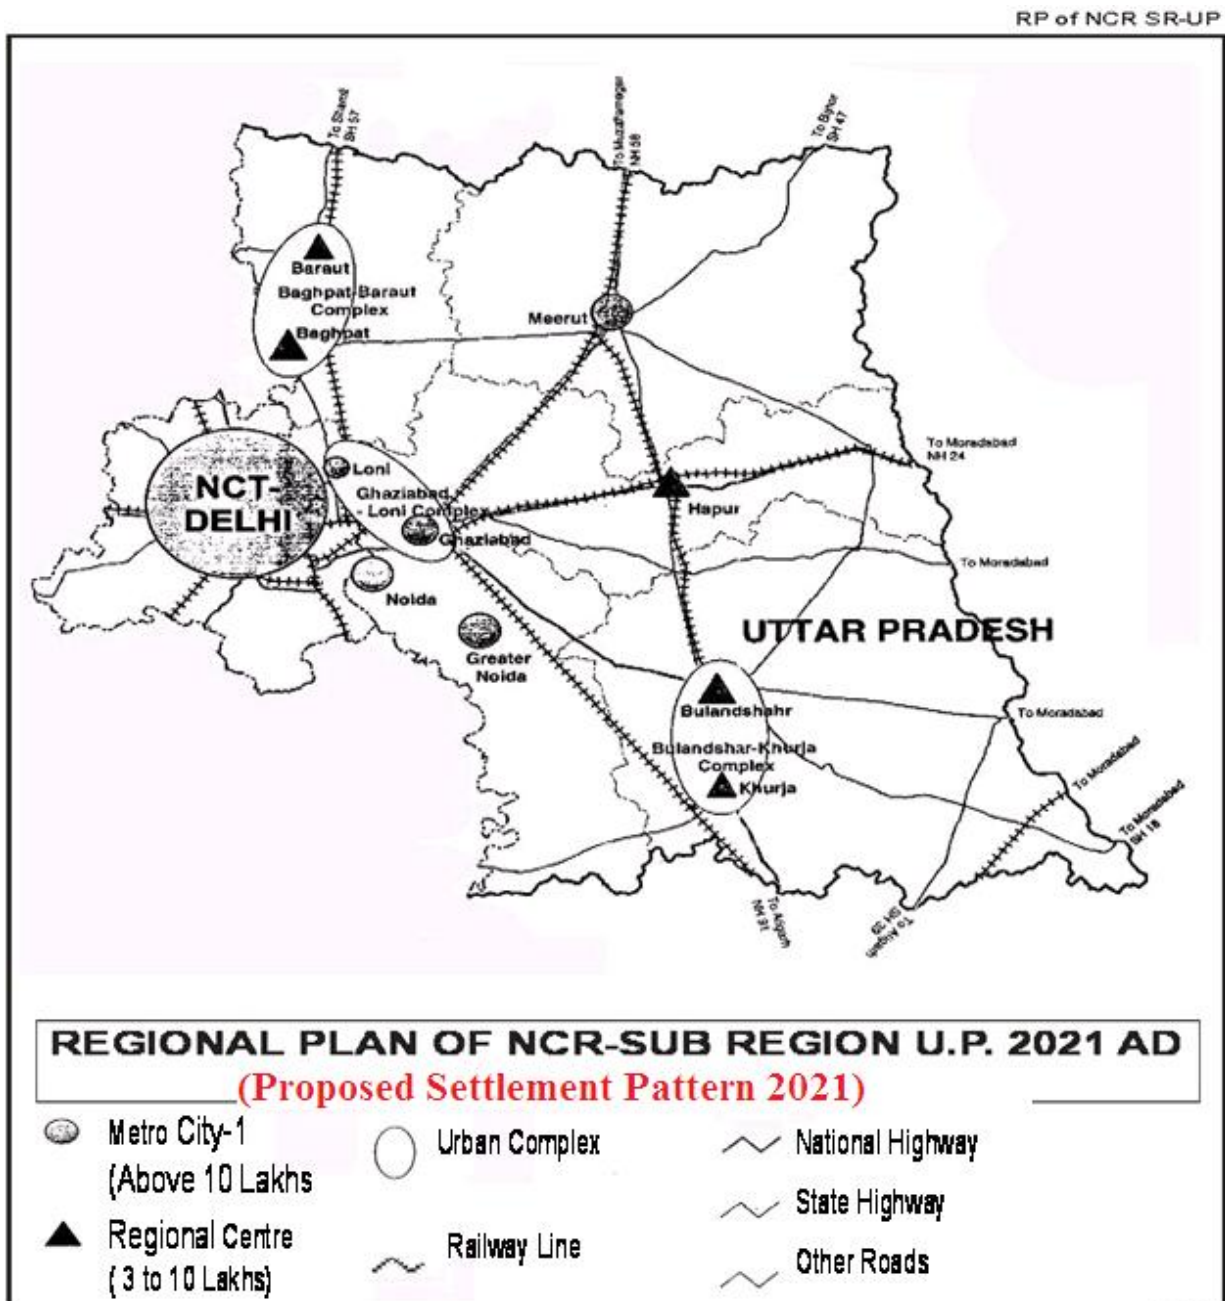 RP of NCR SR-UP
To Shamli
SH 57
To Muzaffarnagar
NH 58
To Bijnor
SH 47
Baraut
Baghpat-Baraut
Complex
Baghpat
Meerut
To Moradabad
NH 24
Loni
NCT-
DELHI
Ghaziabad
- Loni Complex
Ghaziabad
Hapur
To Moradabad
Noida
UTTAR PRADESH
Greater
Noida
Bulandshahr
To Moradabad
Bulandshar-Khurja
Complex
Khurja
To Moradabad
To Moradabad
SH 18
To Aligarh
NH 91
To Aligarh
SH 39
REGIONAL PLAN OF NCR-SUB REGION U.P. 2021 AD
(Proposed Settlement Pattern 2021)
Metro City-1
(Above 10 Lakhs
Urban Complex
National Highway
State Highway
Regional Centre
( 3 to 10 Lakhs)
Railway Line
Other Roads